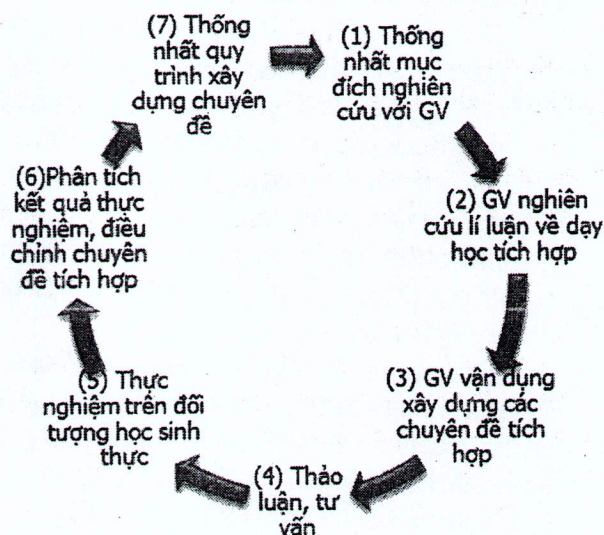 (7) Thống
nhất quy
trình xây
dựng chuyên
đề
(1) Thống
nhất mục
đích nghiên
cứu với GV
(2) GV nghiên
cứu lí luận về dạy
học tích hợp
(3) GV vận dụng
xây dựng các
chuyên đề tích
hợp
(4) Thảo
luận, tư
vấn
(5) Thực
nghiệm trên đối
tượng học sinh
thực
(6)Phân tích
kết quả thực
nghiệm, điều
chỉnh chuyên
đề tích hợp